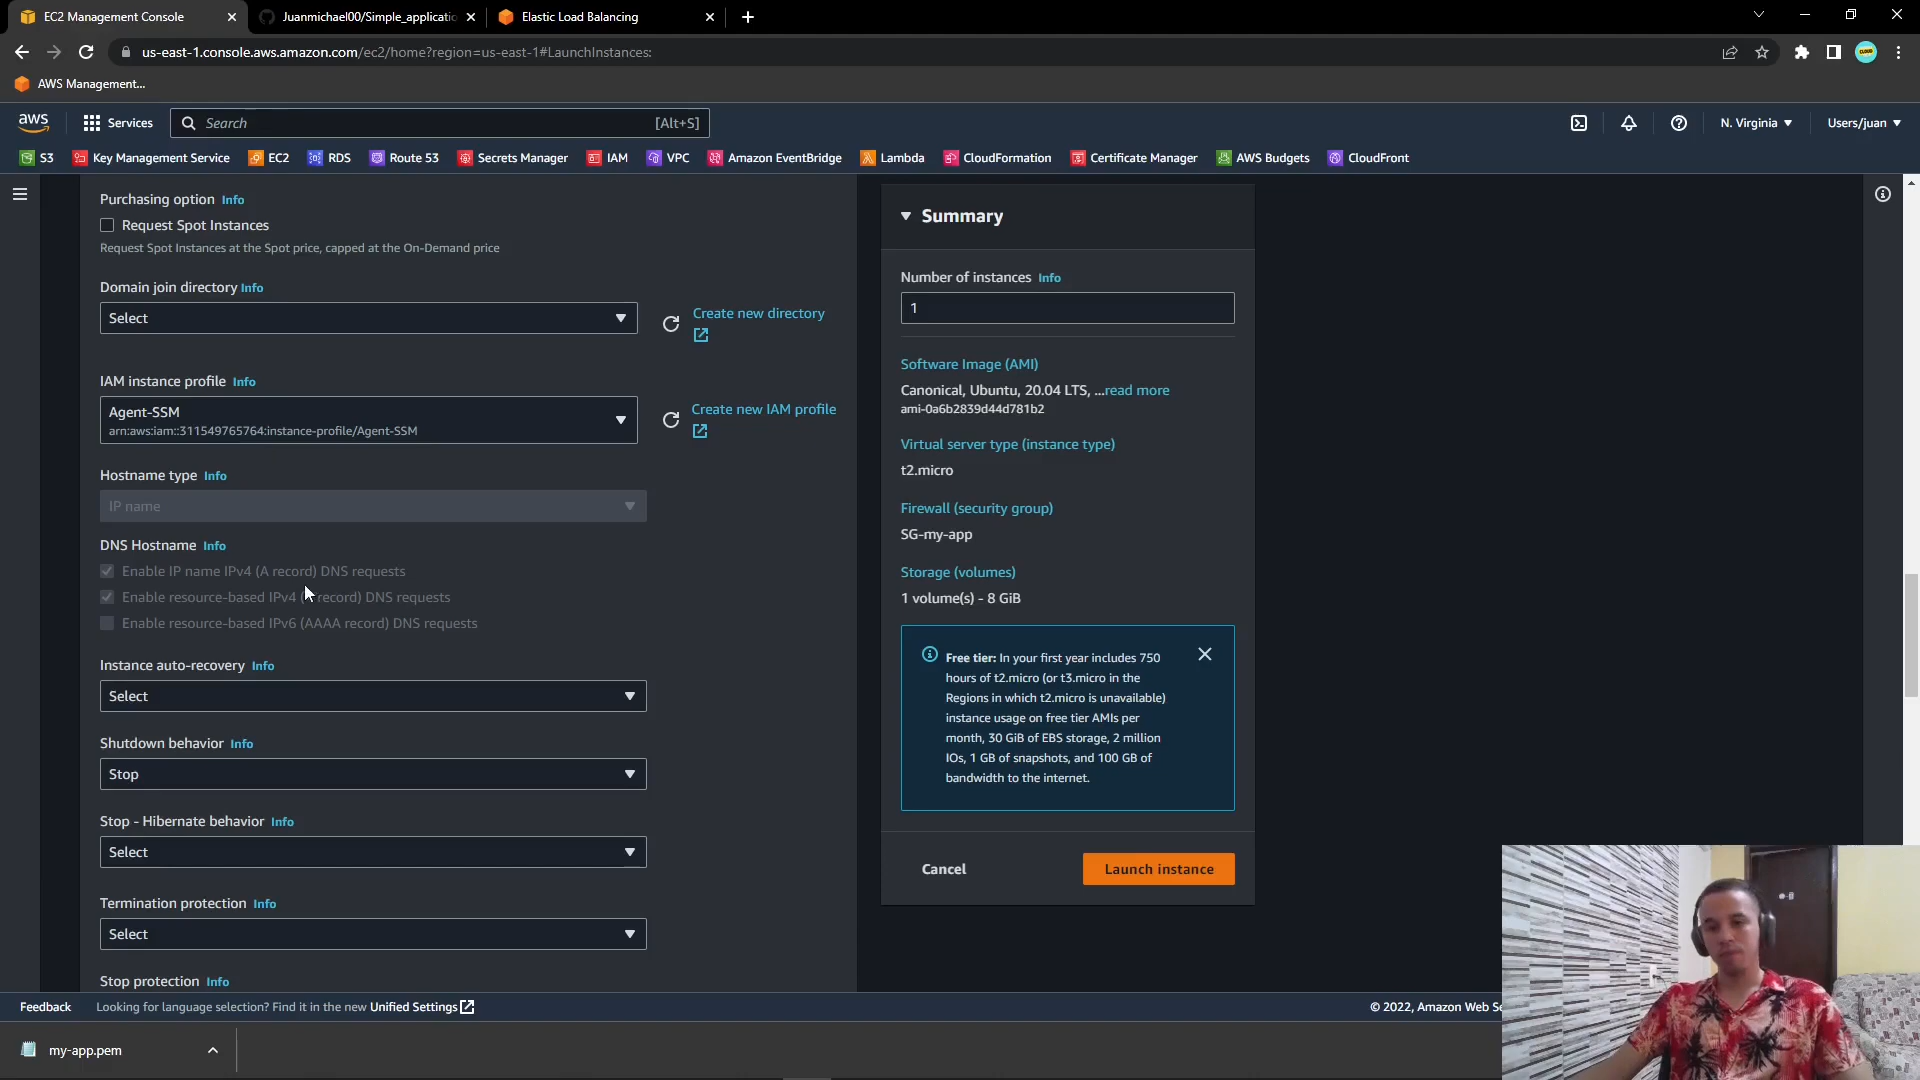 EC2 Management Console
Juanmichael00/Simple_applicatio
Elastic Load Balancing
us-east-1.console.aws.amazon.com/ec2/home?region=us-east-1#LaunchInstances:
AWS Management...
aws
Services
Search
[Alt+S]
N. Virginia
Users/juan
S3
Key Management Service
EC2
RDS
Route 53
Secrets Manager
IAM
VPC
Amazon EventBridge
Lambda
CloudFormation
Certificate Manager
AWS Budgets
CloudFront
Purchasing option Info
Request Spot Instances
Request Spot Instances at the Spot price, capped at the On-Demand price
Domain join directory Info
Select
Create new directory
IAM instance profile Info
Agent-SSM
arn:aws:iam::311549765764:instance-profile/Agent-SSM
Create new IAM profile
Hostname type Info
IP name
DNS Hostname Info
Enable IP name IPv4 (A record) DNS requests
Enable resource-based IPv4 ( record) DNS requests
Enable resource-based IPv6 (AAAA record) DNS requests
Instance auto-recovery Info
Select
Shutdown behavior Info
Stop
Stop - Hibernate behavior Info
Select
Termination protection Info
Select
Stop protection Info
Summary
Number of instances Info
1
Software Image (AMI)
Canonical, Ubuntu, 20.04 LTS, ...read more
ami-0a6b2839d44d781b2
Virtual server type (instance type)
t2.micro
Firewall (security group)
SG-my-app
Storage (volumes)
1 volume(s) - 8 GiB
Free tier: In your first year includes 750
hours of t2.micro (or t3.micro in the
Regions in which t2.micro is unavailable)
instance usage on free tier AMIs per
month, 30 GiB of EBS storage, 2 million
IOs, 1 GB of snapshots, and 100 GB of
bandwidth to the internet.
Cancel
Launch instance
Feedback
Looking for language selection? Find it in the new Unified Settings
© 2022, Amazon Web Se
my-app.pem